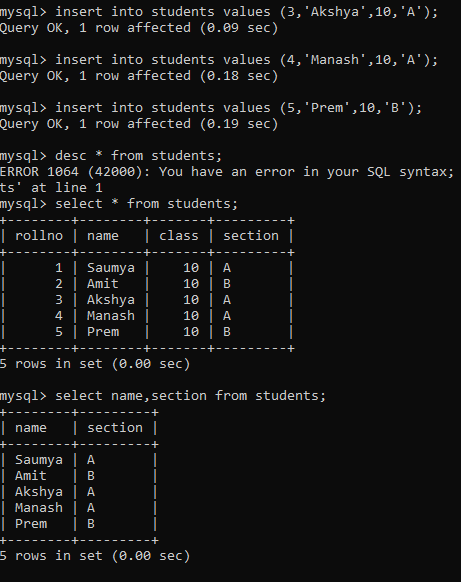 mysql> insert into students values (3,'Akshya',10,'A');
Query OK, 1 row affected (0.09 sec)

mysql> insert into students values (4,'Manash',10,'A');
Query OK, 1 row affected (0.18 sec)

mysql> insert into students values (5,'Prem',10,'B');
Query OK, 1 row affected (0.19 sec)

mysql> desc * from students;
ERROR 1064 (42000): You have an error in your SQL syntax;
ts' at line 1
mysql> select * from students;
+--------+--------+-------+---------+
| rollno | name   | class | section |
+--------+--------+-------+---------+
|      1 | Saumya |    10 | A       |
|      2 | Amit   |    10 | B       |
|      3 | Akshya |    10 | A       |
|      4 | Manash |    10 | A       |
|      5 | Prem   |    10 | B       |
+--------+--------+-------+---------+
5 rows in set (0.00 sec)

mysql> select name,section from students;
+--------+---------+
| name   | section |
+--------+---------+
| Saumya | A       |
| Amit   | B       |
| Akshya | A       |
| Manash | A       |
| Prem   | B       |
+--------+---------+
5 rows in set (0.00 sec)